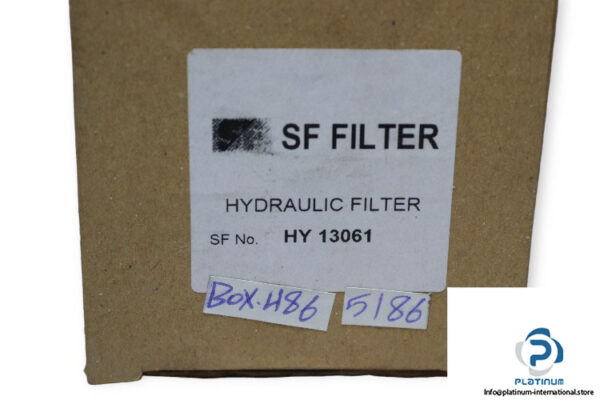 SF FILTER
HYDRAULIC FILTER
SF No. HY 13061
BOX.H86 5186
PLATINUM
Info@platinum-international.store